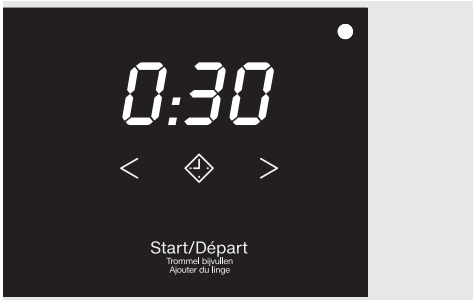 0:30
< >
Start/Départ
Trommel bijvullen
Ajouter du linge